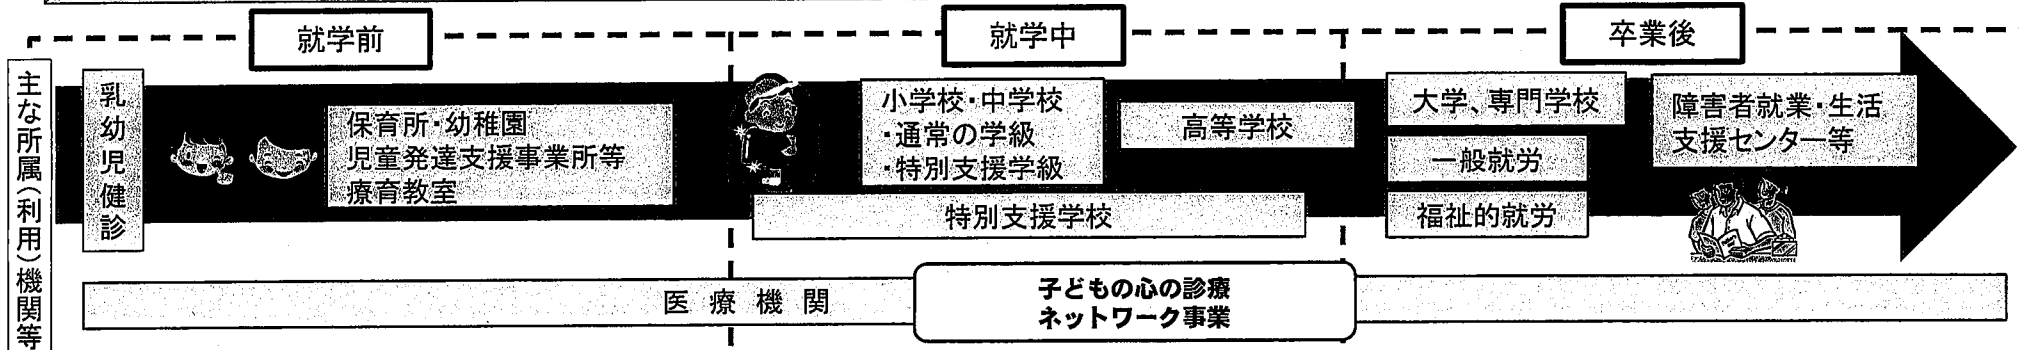 就学前
就学中
卒業後
主な所属(利用)機関等
乳幼児健診
保育所・幼稚園
児童発達支援事業所等
療育教室
小学校・中学校
・通常の学級
・特別支援学級
高等学校
特別支援学校
大学、専門学校
一般就労
福祉的就労
障害者就業・生活
支援センター等
医療機関
子どもの心の診療
ネットワーク事業